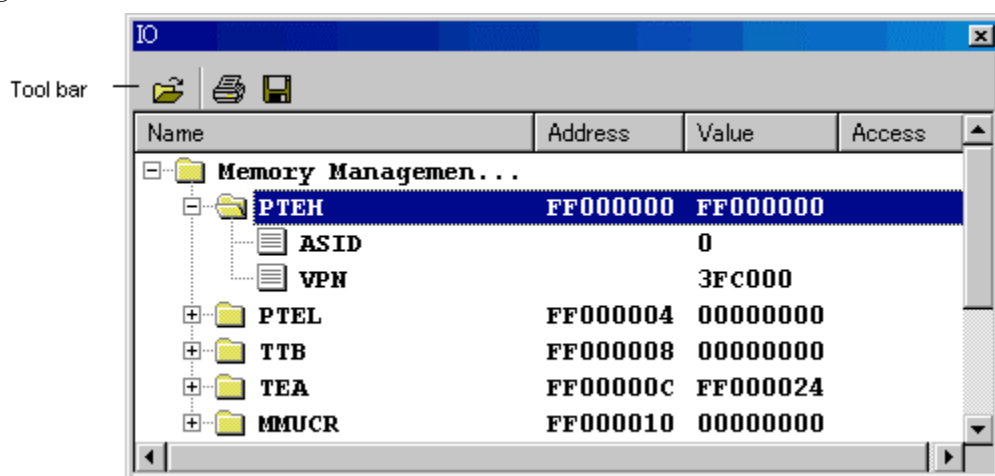 IO
Tool bar
Name Address Value Access
Memory Managemen...
PTEH FF000000 FF000000
ASID 0
VPN 3FC000
PTEL FF000004 00000000
TTB FF000008 00000000
TEA FF00000C FF000024
MMUCR FF000010 00000000